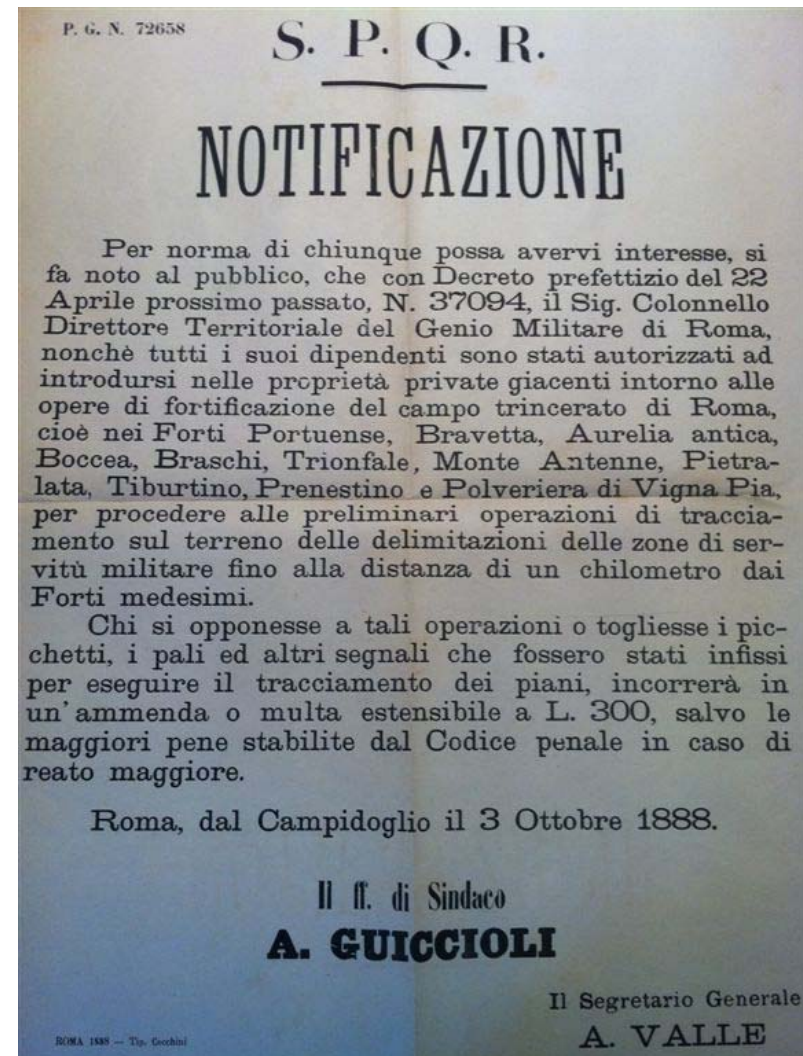 P. G. N. 72658
S. P. Q. R.
NOTIFICAZIONE
Per norma di chiunque possa avervi interesse, si
fa noto al pubblico, che con Decreto prefettizio del 22
Aprile prossimo passato, N. 37094, il Sig. Colonnello
Direttore Territoriale del Genio Militare di Roma,
nonchè tutti i suoi dipendenti sono stati autorizzati ad
introdursi nelle proprietà private giacenti intorno alle
opere di fortificazione del campo trincerato di Roma,
cioè nei Forti Portuense, Bravetta, Aurelia antica,
Boccea, Braschi, Trionfale, Monte Antenne, Pietra-
lata, Tiburtino, Prenestino e Polveriera di Vigna Pia,
per procedere alle preliminari operazioni di traccia-
mento sul terreno delle delimitazioni delle zone di ser-
vitù militare fino alla distanza di un chilometro dai
Forti medesimi.
Chi si opponesse a tali operazioni o togliesse i pic-
chetti, i pali ed altri segnali che fossero stati infissi
per eseguire il tracciamento dei piani, incorrerà in
un' ammenda o multa estensibile a L. 300, salvo le
maggiori pene stabilite dal Codice penale in caso di
reato maggiore.
Roma, dal Campidoglio il 3 Ottobre 1888.
Il ff. di Sindaco
A. GUICCIOLI
Il Segretario Generale
A. VALLE
ROMA 1888 — Tip. Cecchini